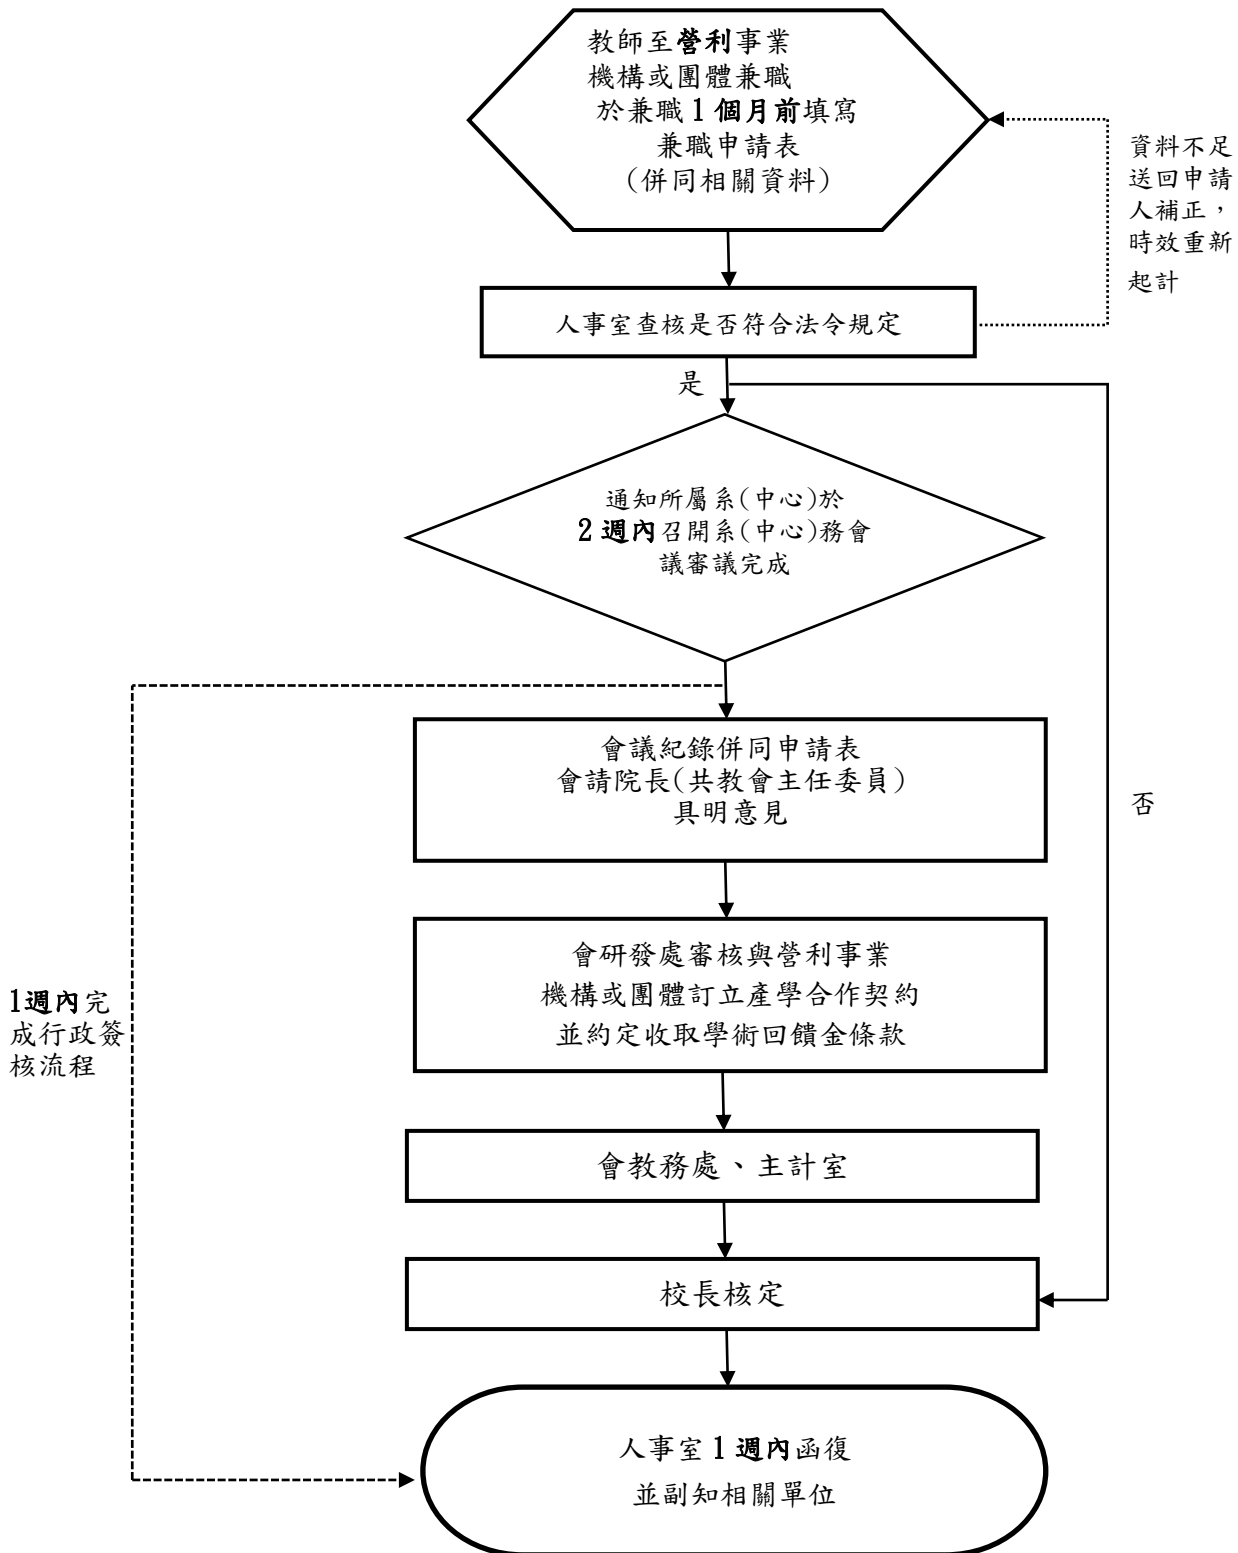 教師至營利事業
機構或團體兼職
於兼職1個月前填寫
兼職申請表
(併同相關資料)
資料不足
送回申請
人補正，
時效重新
起計
人事室查核是否符合法令規定
是
通知所屬系(中心)於
2週內召開系(中心)務會
議審議完成
會議紀錄併同申請表
會請院長(共教會主任委員)
具明意見
否
會研發處審核與營利事業
機構或團體訂立產學合作契約
並約定收取學術回饋金條款
1週內完
成行政簽
核流程
會教務處、主計室
校長核定
人事室1週內函復
並副知相關單位